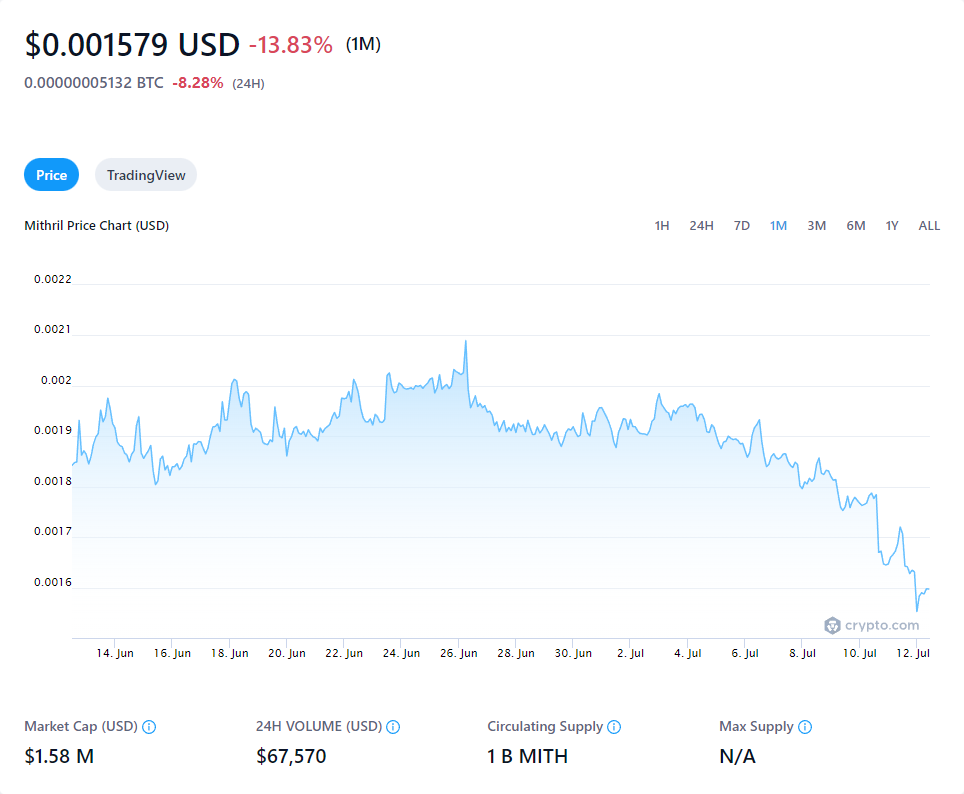 $0.001579 USD -13.83% (1M)
0.00000005132 BTC -8.28% (24H)
Price TradingView
Mithril Price Chart (USD) 1H 24H 7D 1M 3M 6M 1Y ALL
0.0022
0.0021
0.002
0.0019
0.0018
0.0017
0.0016
crypto.com
14. Jun 16. Jun 18. Jun 20. Jun 22. Jun 24. Jun 26. Jun 28. Jun 30. Jun 2. Jul 4. Jul 6. Jul 8. Jul 10. Jul 12. Jul
Market Cap (USD) 24H VOLUME (USD) Circulating Supply Max Supply
$1.58 M $67,570 1 B MITH N/A